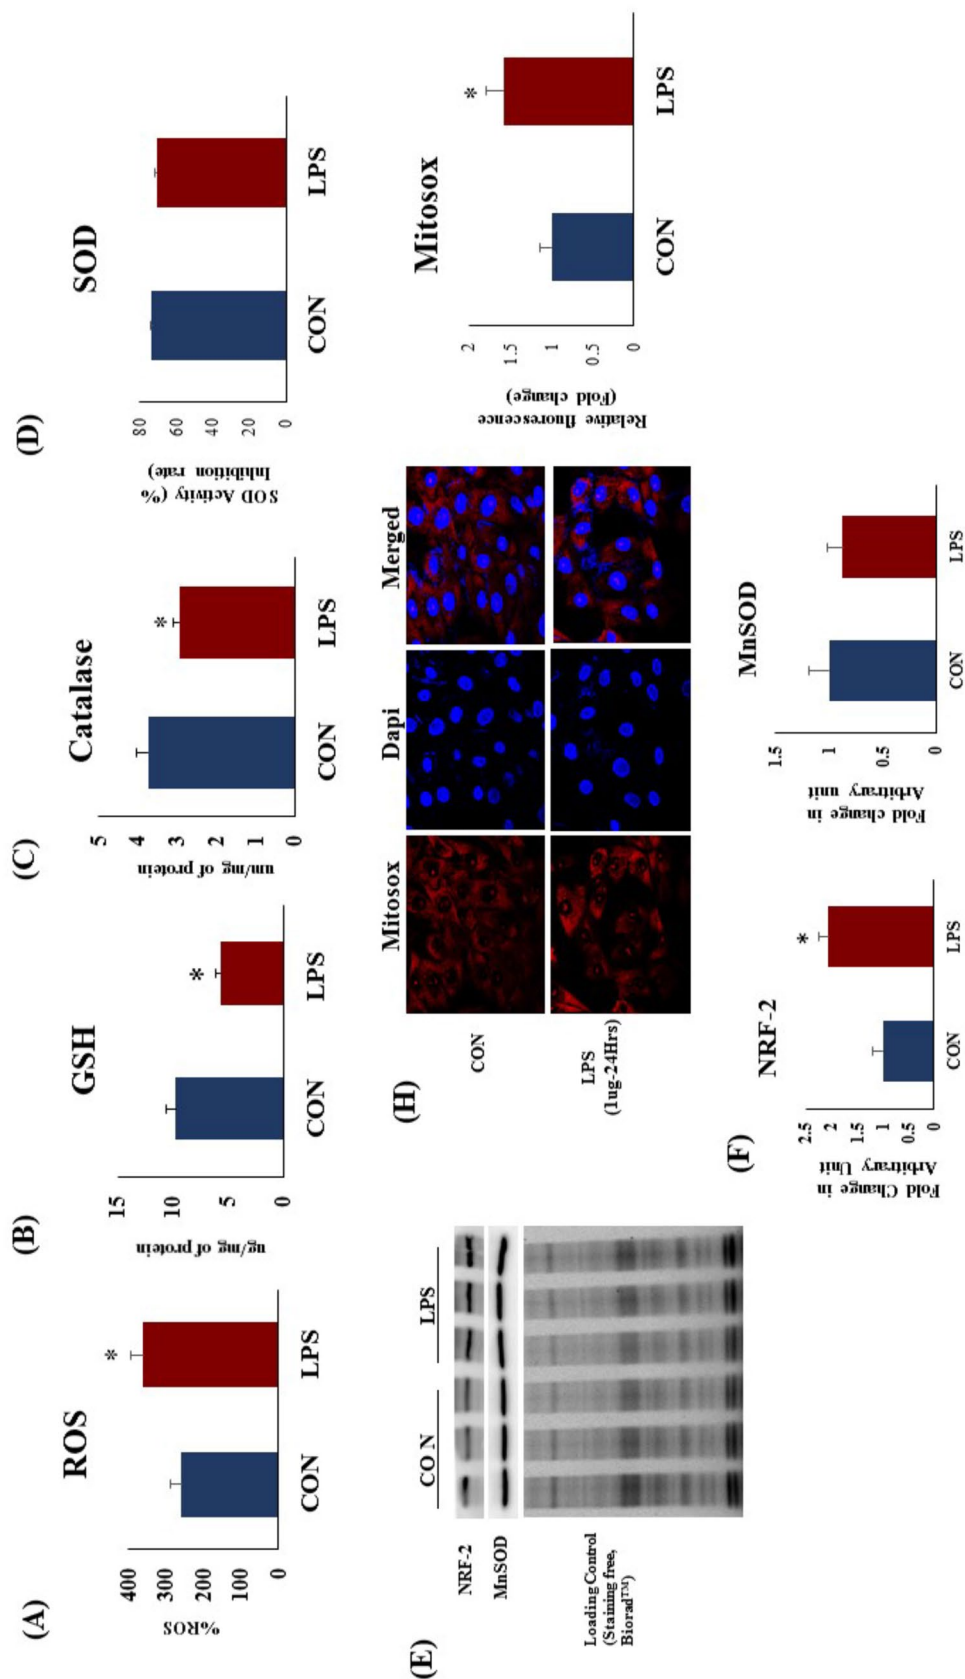 (A)
ROS
%ROS
400
300
200
100
0
CON
LPS
*
(B)
GSH
ug/mg of protein
15
10
5
0
CON
LPS
*
(C)
Catalase
um/mg of protein
5
4
3
2
1
0
CON
LPS
*
(D)
SOD
SOD Activity (%
Inhibition rate)
80
60
40
20
0
CON
LPS
(E)
CO N
LPS
NRF-2
MnSOD
Loading Control
(Staining free,
Biorad™)
(H)
Mitosox
Dapi
Merged
CON
LPS
(1ug-24Hrs)
Mitosox
Relative fluorescence
(Fold change)
2
1.5
1
0.5
0
CON
LPS
*
(F)
NRF-2
Fold Change in
Arbitrary Unit
2.5
2
1.5
1
0.5
0
CON
LPS
*
MnSOD
Fold change in
Arbitrary unit
1.5
1
0.5
0
CON
LPS